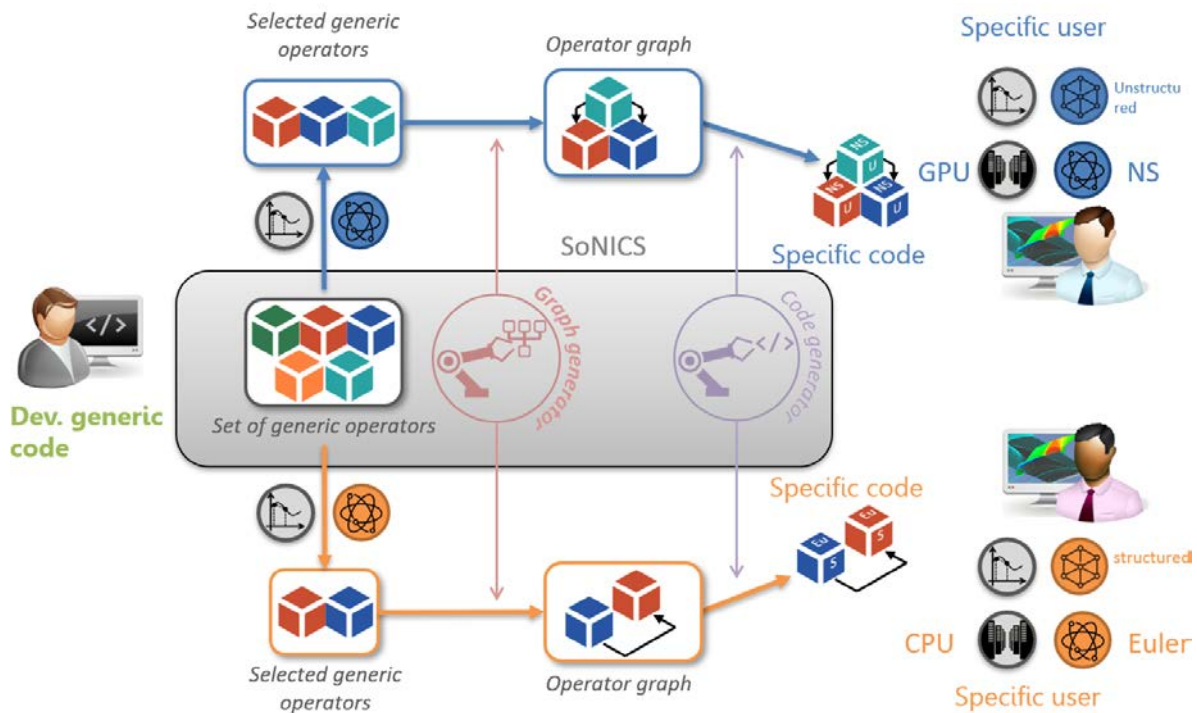 Selected generic
operators
Operator graph
Specific user
Unstructu
red
GPU
NS
NS
U
NS
U
NS
U
Specific code
SoNICS
</>
Dev. generic
code
Set of generic operators
Graph generator
</>
Code generator
Specific code
Eu
S
Eu
S
structured
CPU
Euler
Specific user
Selected generic
operators
Operator graph